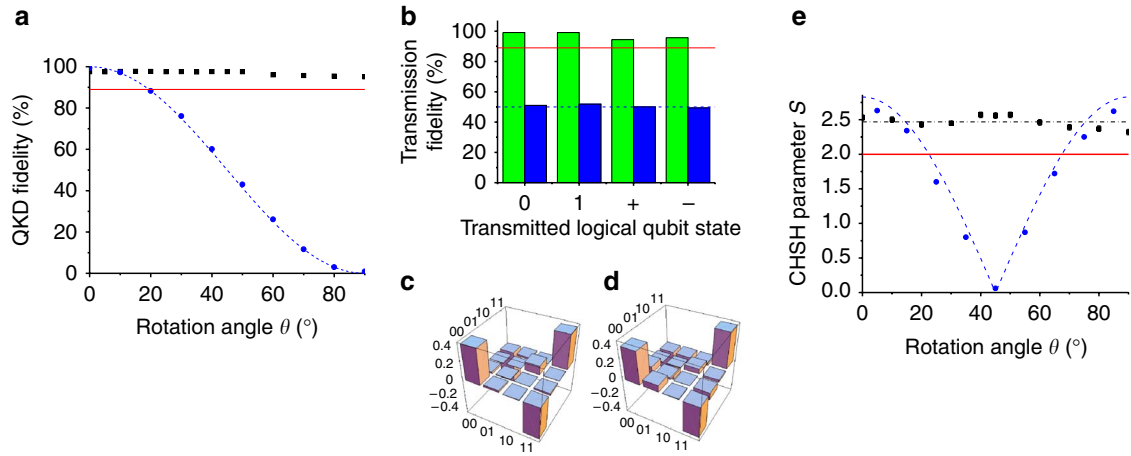 a
100
80
60
40
20
0
QKD fidelity (%)
0 20 40 60 80
Rotation angle θ (°)
b
100
80
60
40
20
0
Transmission
fidelity (%)
0 1 + −
Transmitted logical qubit state
c
00 01 10 11
0.4
0.2
0
−0.2
−0.4
00 01 10 11
d
00 01 10 11
0.4
0.2
0
−0.2
−0.4
00 01 10 11
e
2.5
2.0
1.5
1.0
0.5
0.0
CHSH parameter S
0 20 40 60 80
Rotation angle θ (°)